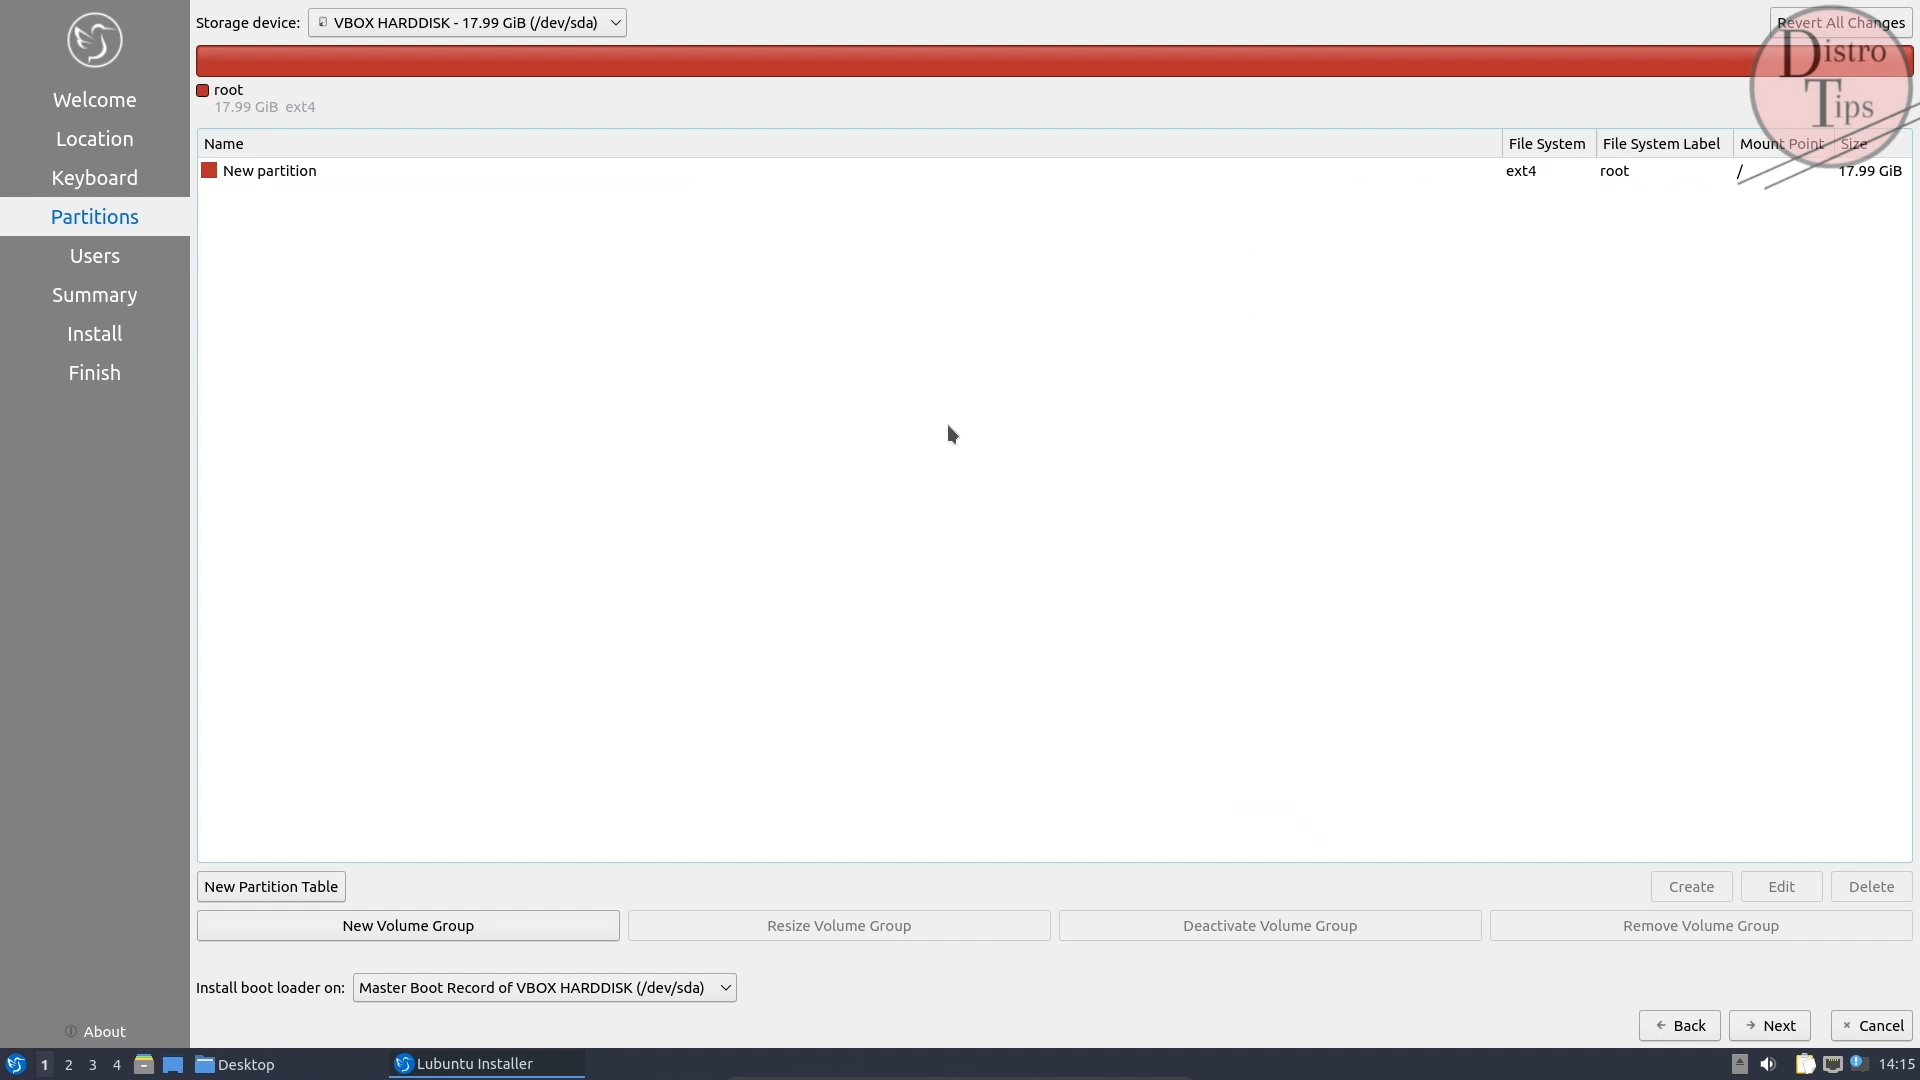 Storage device: VBOX HARDDISK - 17.99 GiB (/dev/sda) Revert All Changes
Distro
Tips
root
17.99 GiB ext4
Name File System File System Label Mount Point Size
New partition ext4 root / 17.99 GiB
Welcome
Location
Keyboard
Partitions
Users
Summary
Install
Finish
New Partition Table Create Edit Delete
New Volume Group Resize Volume Group Deactivate Volume Group Remove Volume Group
Install boot loader on: Master Boot Record of VBOX HARDDISK (/dev/sda)
About
Back Next Cancel
1 2 3 4 Desktop Lubuntu Installer 14:15